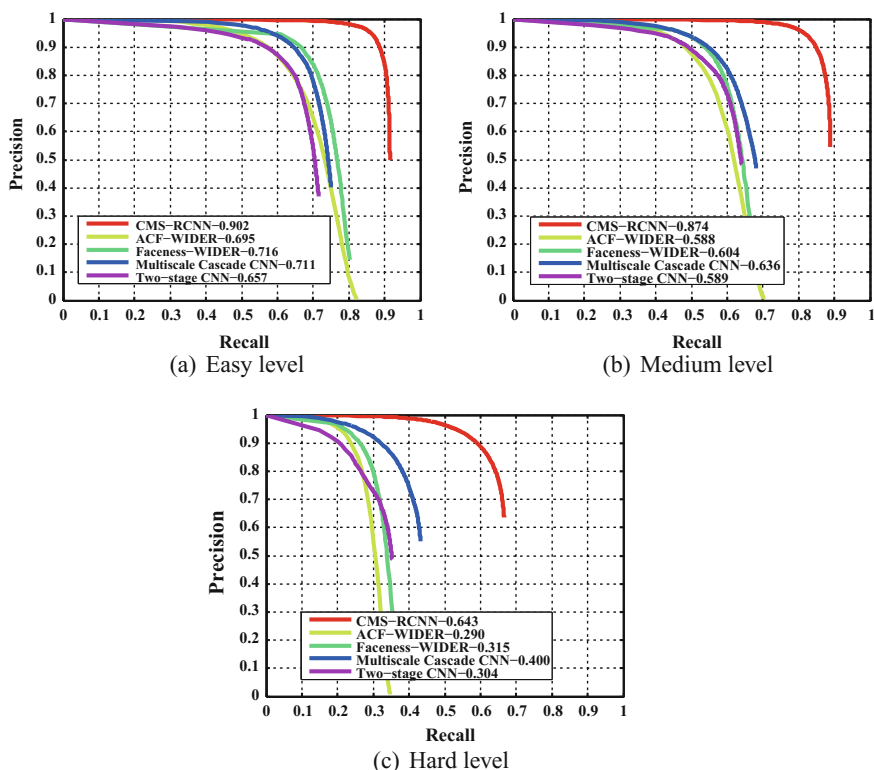 1
0.9
0.8
0.7
0.6
0.5
0.4
0.3
0.2
0.1
0
Precision
CMS−RCNN−0.902
ACF−WIDER−0.695
Faceness−WIDER−0.716
Multiscale Cascade CNN−0.711
Two−stage CNN−0.657
0 0.1 0.2 0.3 0.4 0.5 0.6 0.7 0.8 0.9 1
Recall
(a) Easy level
1
0.9
0.8
0.7
0.6
0.5
0.4
0.3
0.2
0.1
0
Precision
CMS−RCNN−0.874
ACF−WIDER−0.588
Faceness−WIDER−0.604
Multiscale Cascade CNN−0.636
Two−stage CNN−0.589
0 0.1 0.2 0.3 0.4 0.5 0.6 0.7 0.8 0.9 1
Recall
(b) Medium level
1
0.9
0.8
0.7
0.6
0.5
0.4
0.3
0.2
0.1
0
Precision
CMS−RCNN−0.643
ACF−WIDER−0.290
Faceness−WIDER−0.315
Multiscale Cascade CNN−0.400
Two−stage CNN−0.304
0 0.1 0.2 0.3 0.4 0.5 0.6 0.7 0.8 0.9 1
Recall
(c) Hard level